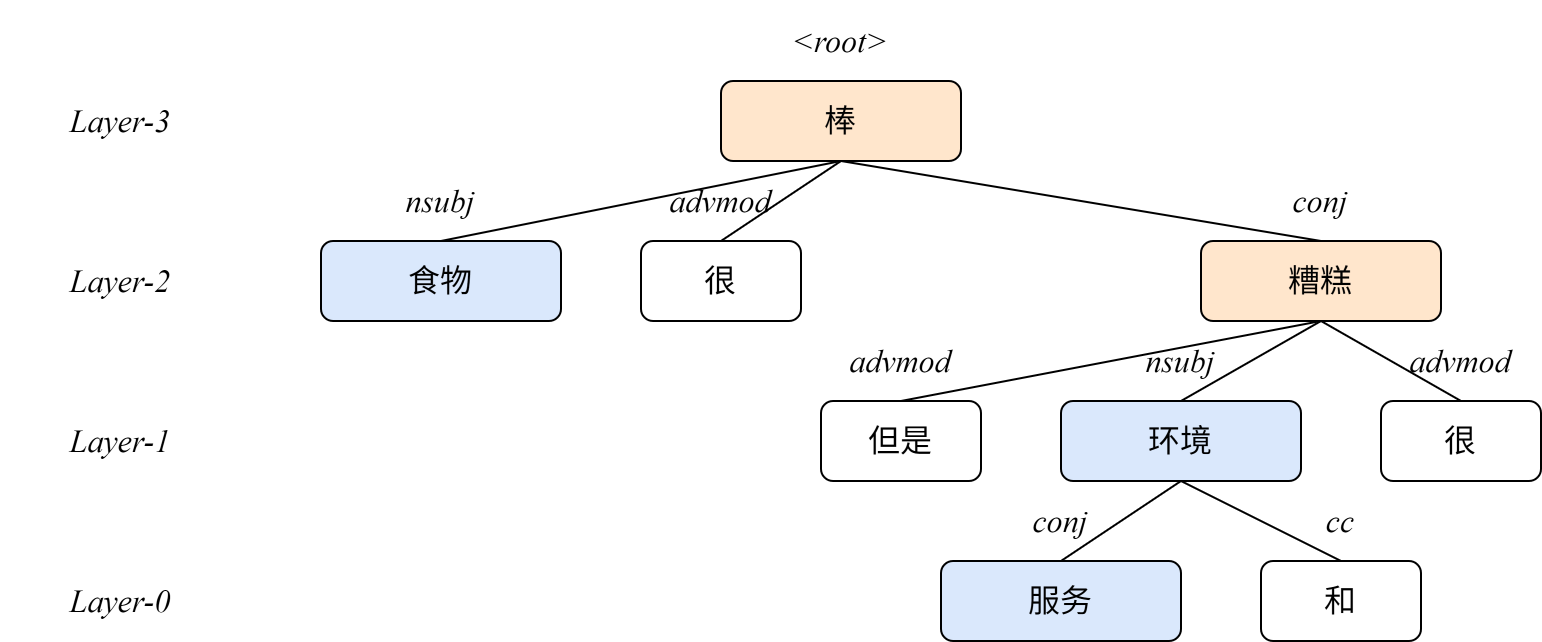 <root>
Layer-3 棒
nsubj advmod conj
Layer-2 食物 很 糟糕
advmod nsubj advmod
Layer-1 但是 环境 很
conj cc
Layer-0 服务 和